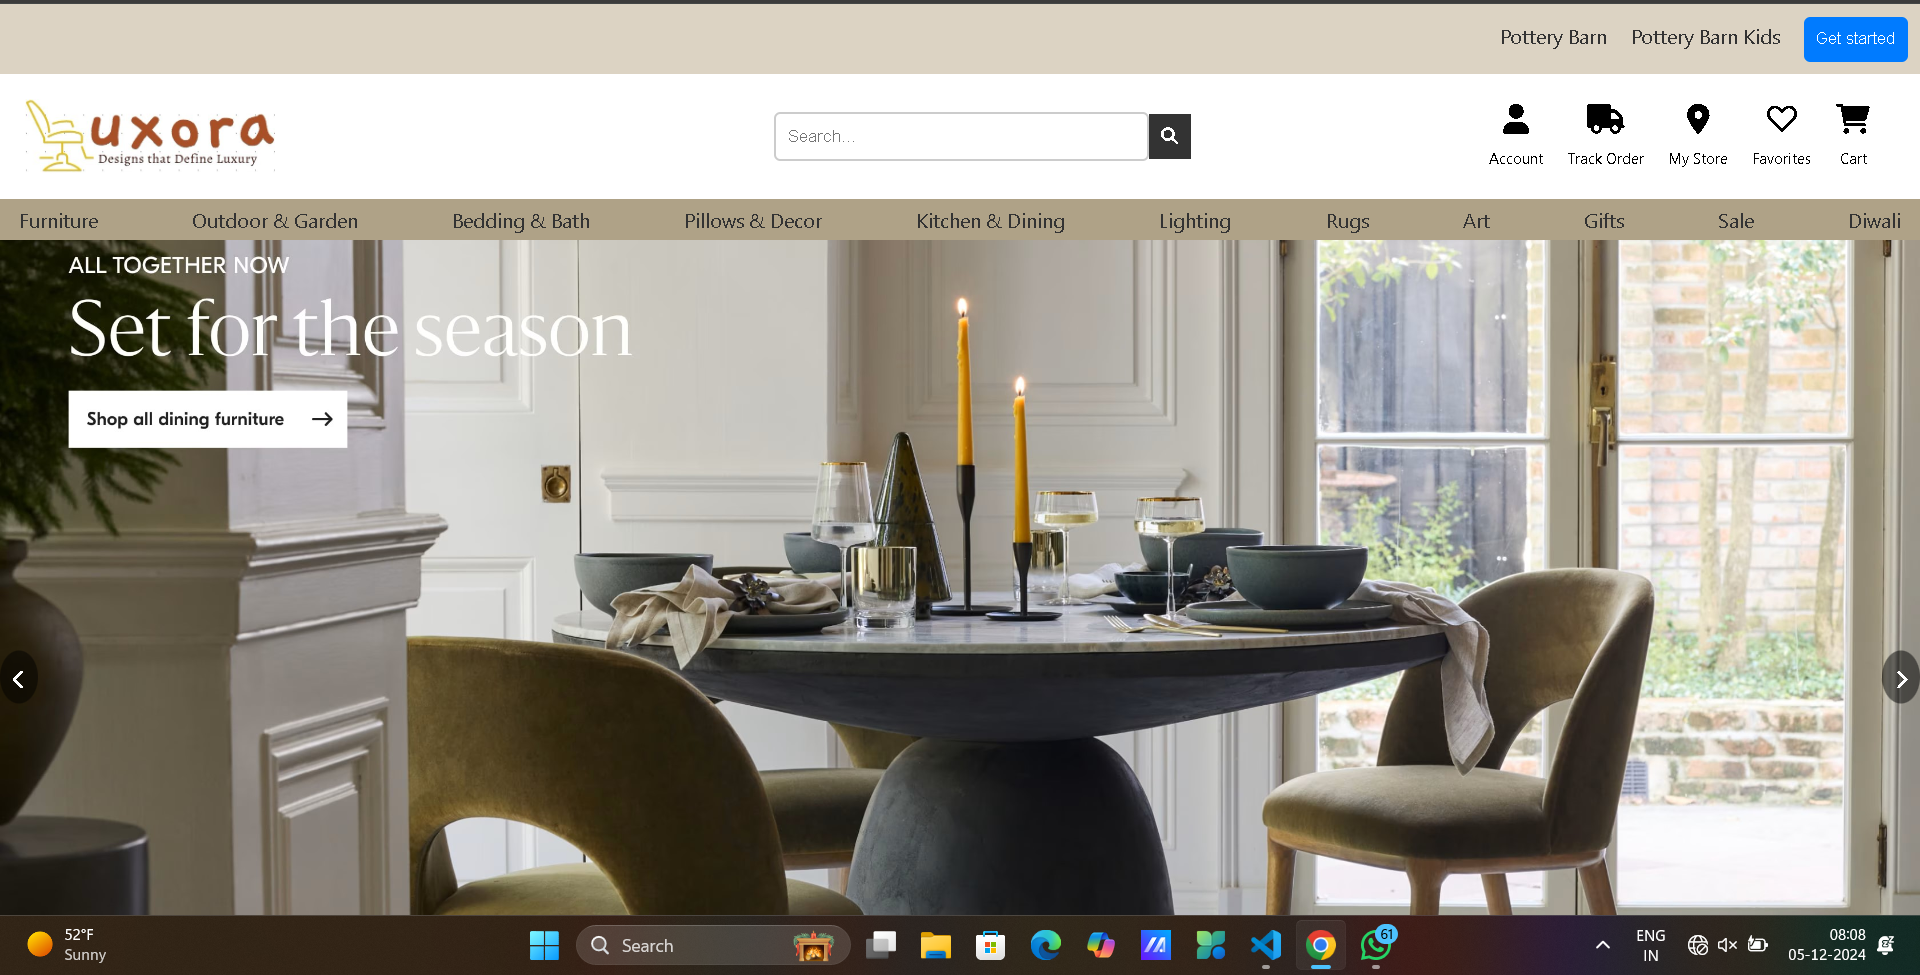 Pottery Barn Pottery Barn Kids Get started
uxora
Designs that Define Luxury
Search...
Account Track Order My Store Favorites Cart
Furniture Outdoor & Garden Bedding & Bath Pillows & Decor Kitchen & Dining Lighting Rugs Art Gifts Sale Diwali
ALL TOGETHER NOW
Set for the season
Shop all dining furniture →
52°F
Sunny
Search
61
ENG
IN
08:08
05-12-2024